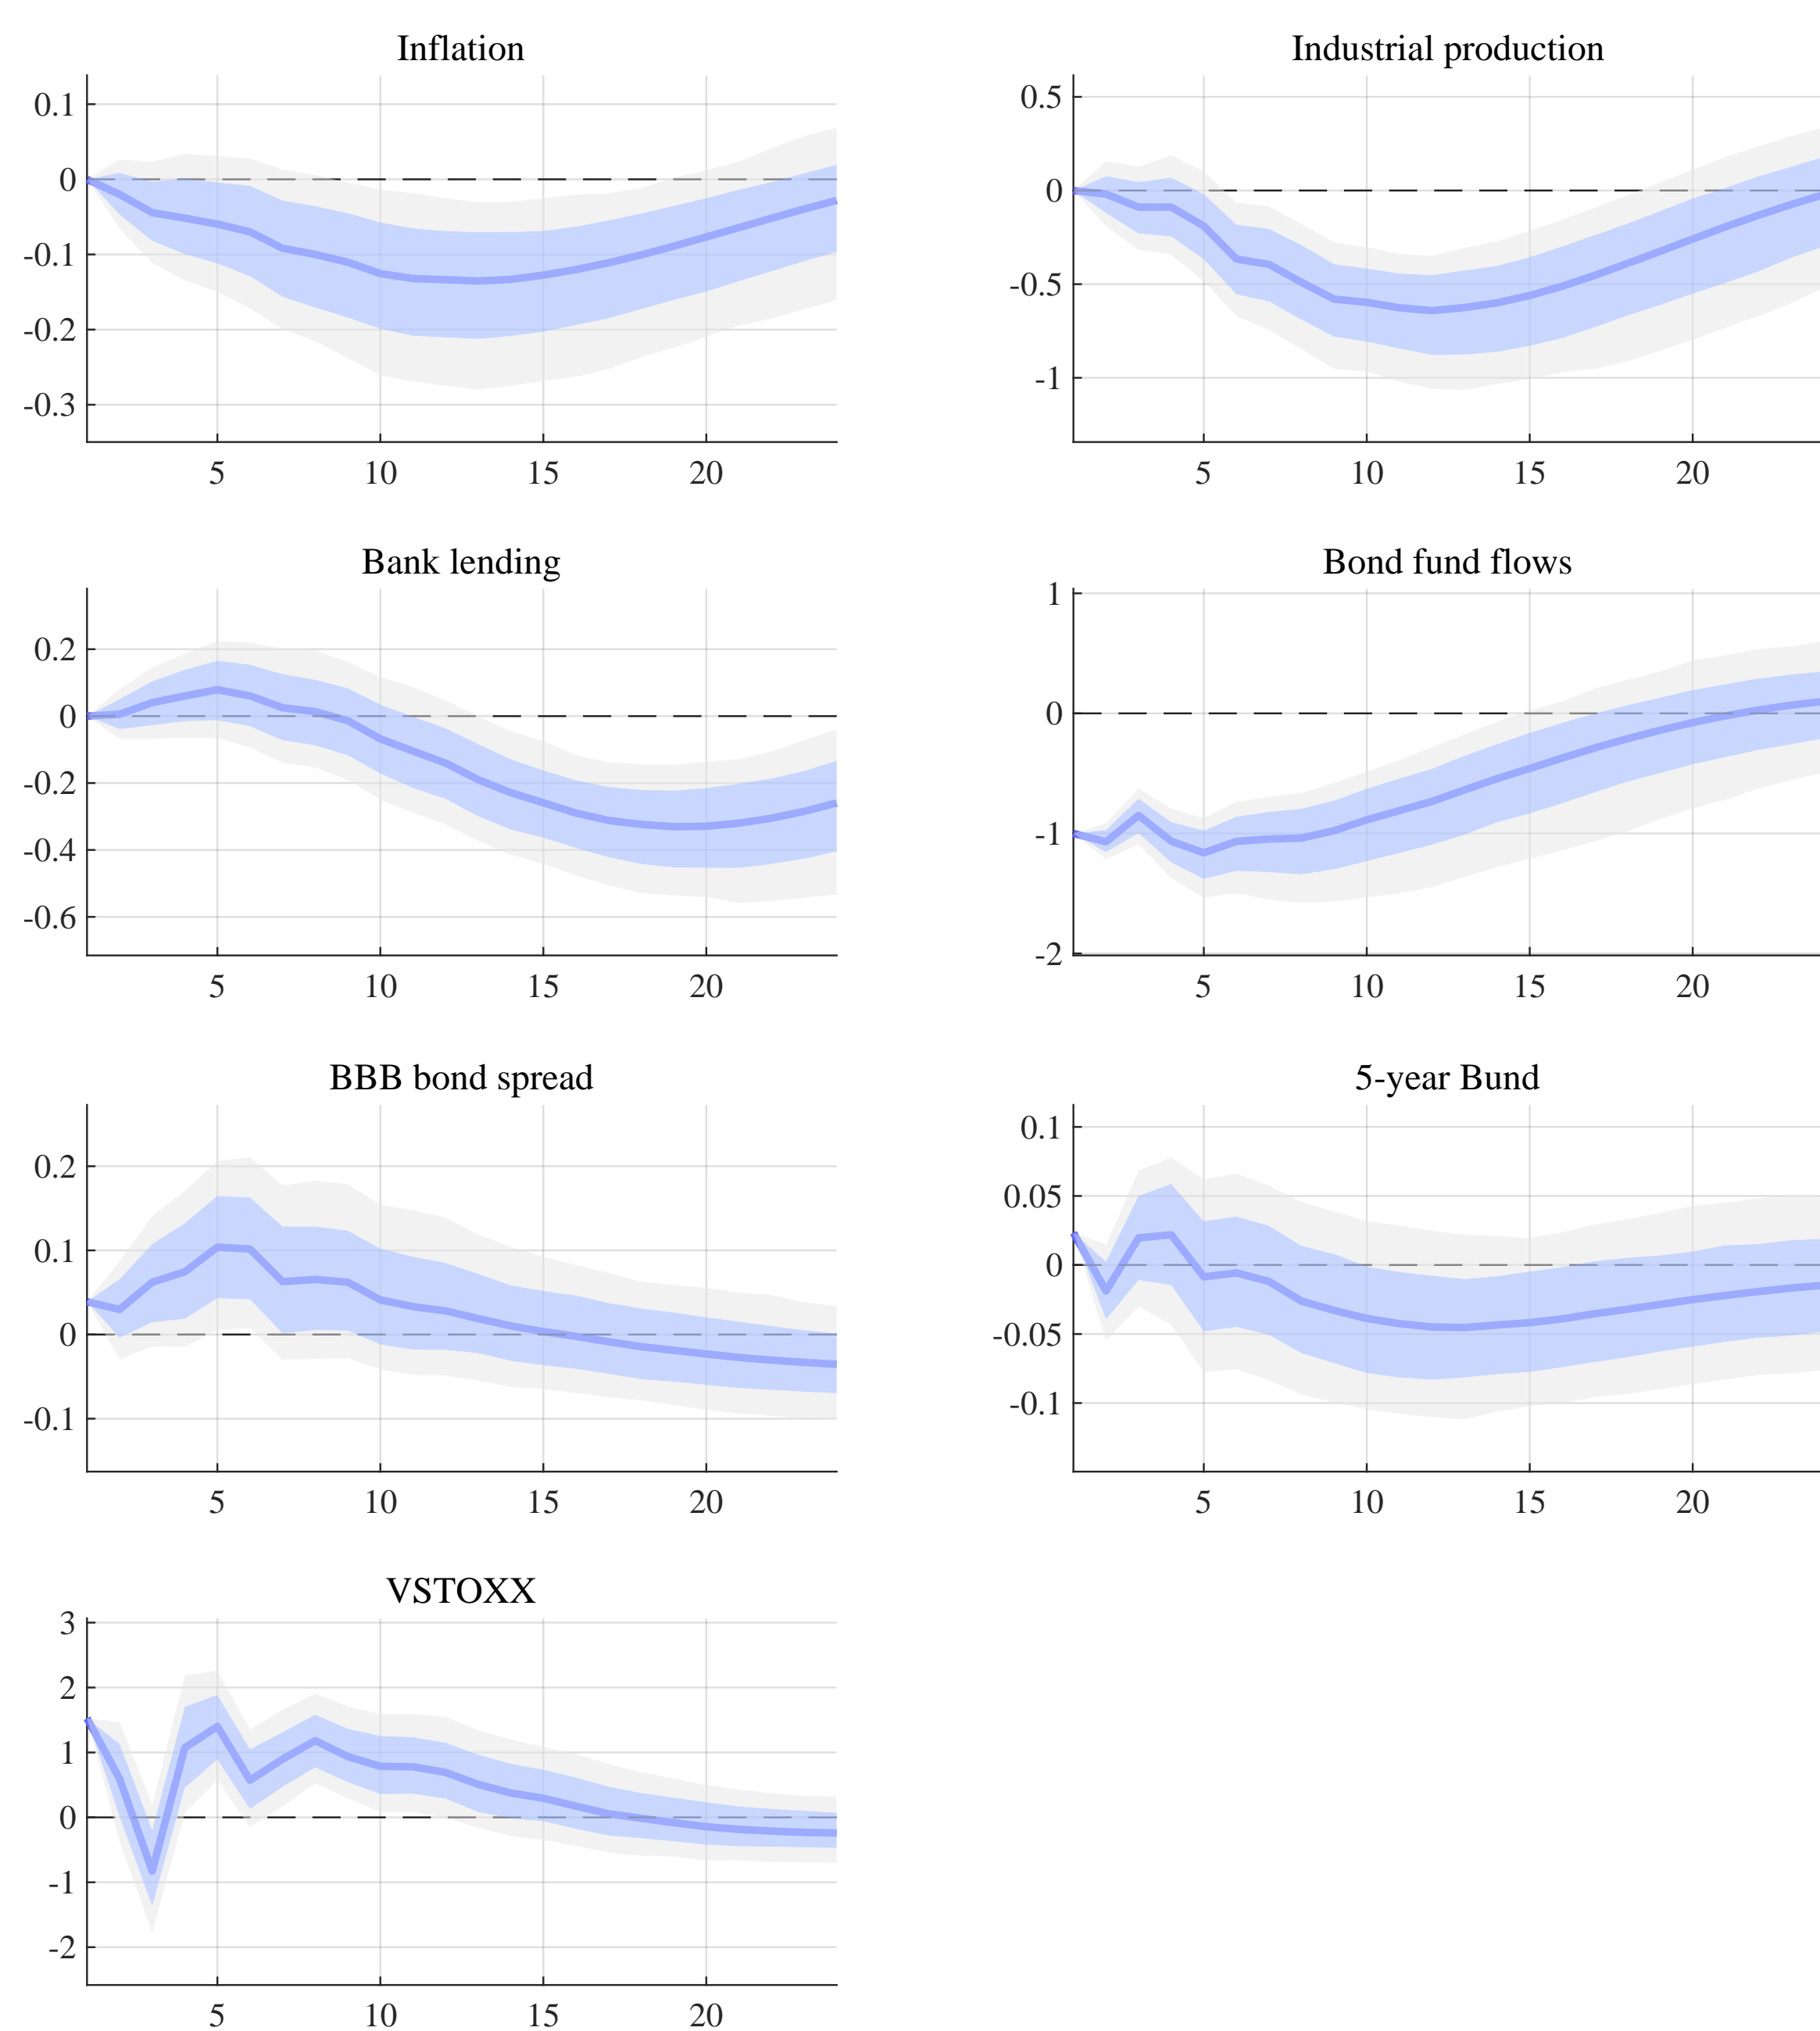 Inflation
0.1
0
-0.1
-0.2
-0.3
5 10 15 20
Industrial production
0.5
0
-0.5
-1
5 10 15 20
Bank lending
0.2
0
-0.2
-0.4
-0.6
5 10 15 20
Bond fund flows
1
0
-1
-2
5 10 15 20
BBB bond spread
0.2
0.1
0
-0.1
5 10 15 20
5-year Bund
0.1
0.05
0
-0.05
-0.1
5 10 15 20
VSTOXX
3
2
1
0
-1
-2
5 10 15 20